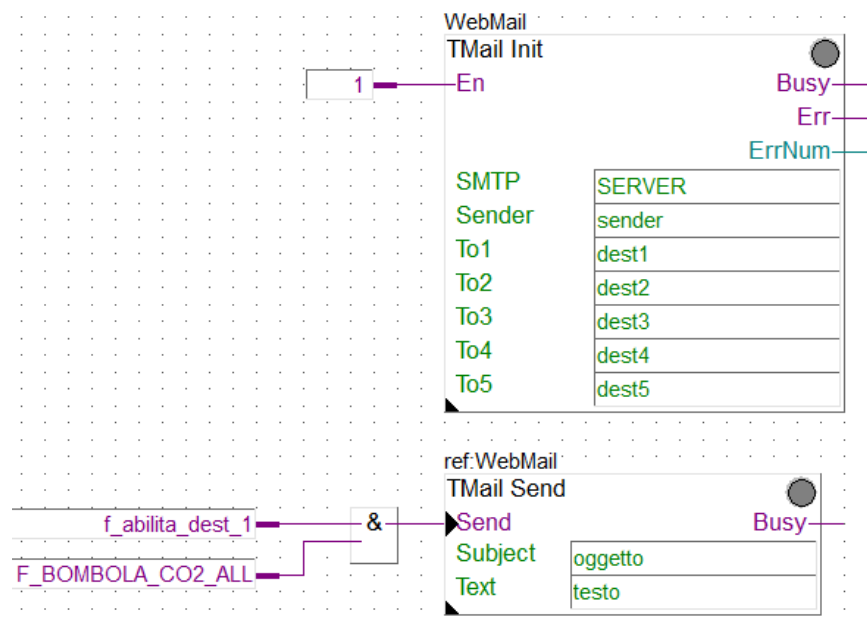 WebMail
TMail Init
1 En Busy
Err
ErrNum
SMTP SERVER
Sender sender
To1 dest1
To2 dest2
To3 dest3
To4 dest4
To5 dest5
ref:WebMail
TMail Send
f_abilita_dest_1 & Send Busy
F_BOMBOLA_CO2_ALL
Subject oggetto
Text testo